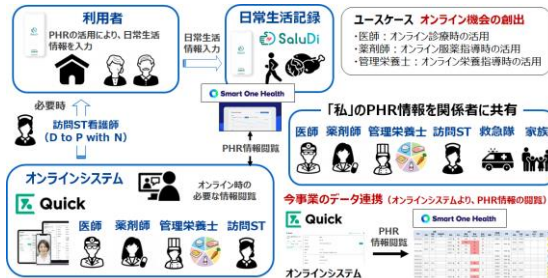 利用者
PHRの活用により、日常生活
情報を入力
日常生活
情報入力
日常生活記録
SaluDi
ユースケース オンライン機会の創出
・医師：オンライン診療時の活用
・薬剤師：オンライン服薬指導時の活用
・管理栄養士：オンライン栄養指導時の活用
必要時
訪問ST看護師
(D to P with N)
Smart One Health
PHR情報閲覧
「私」のPHR情報を関係者に共有
医師 薬剤師 管理栄養士 訪問ST 救急隊 家族
オンラインシステム
Quick
オンライン時の
必要な情報閲覧
医師 薬剤師 管理栄養士 訪問ST
今事業のデータ連携（オンラインシステムより、PHR情報の閲覧）
Quick
オンラインシステム
PHR
情報閲覧
Smart One Health